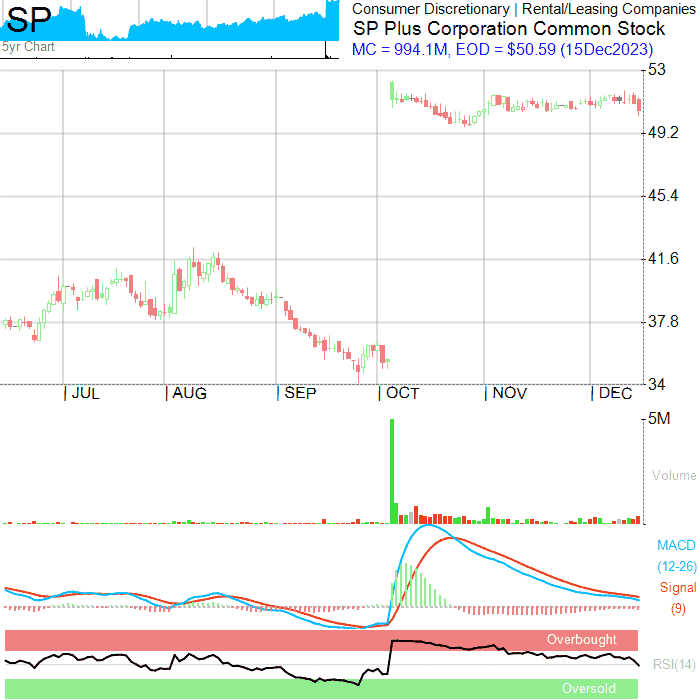 SP
5yr Chart
Consumer Discretionary | Rental/Leasing Companies
SP Plus Corporation Common Stock
MC = 994.1M, EOD = $50.59 (15Dec2023)
53
49.2
45.4
41.6
37.8
34
JUL AUG SEP OCT NOV DEC
5M
Volume
MACD
(12-26)
Signal
(9)
Overbought
RSI(14)
Oversold